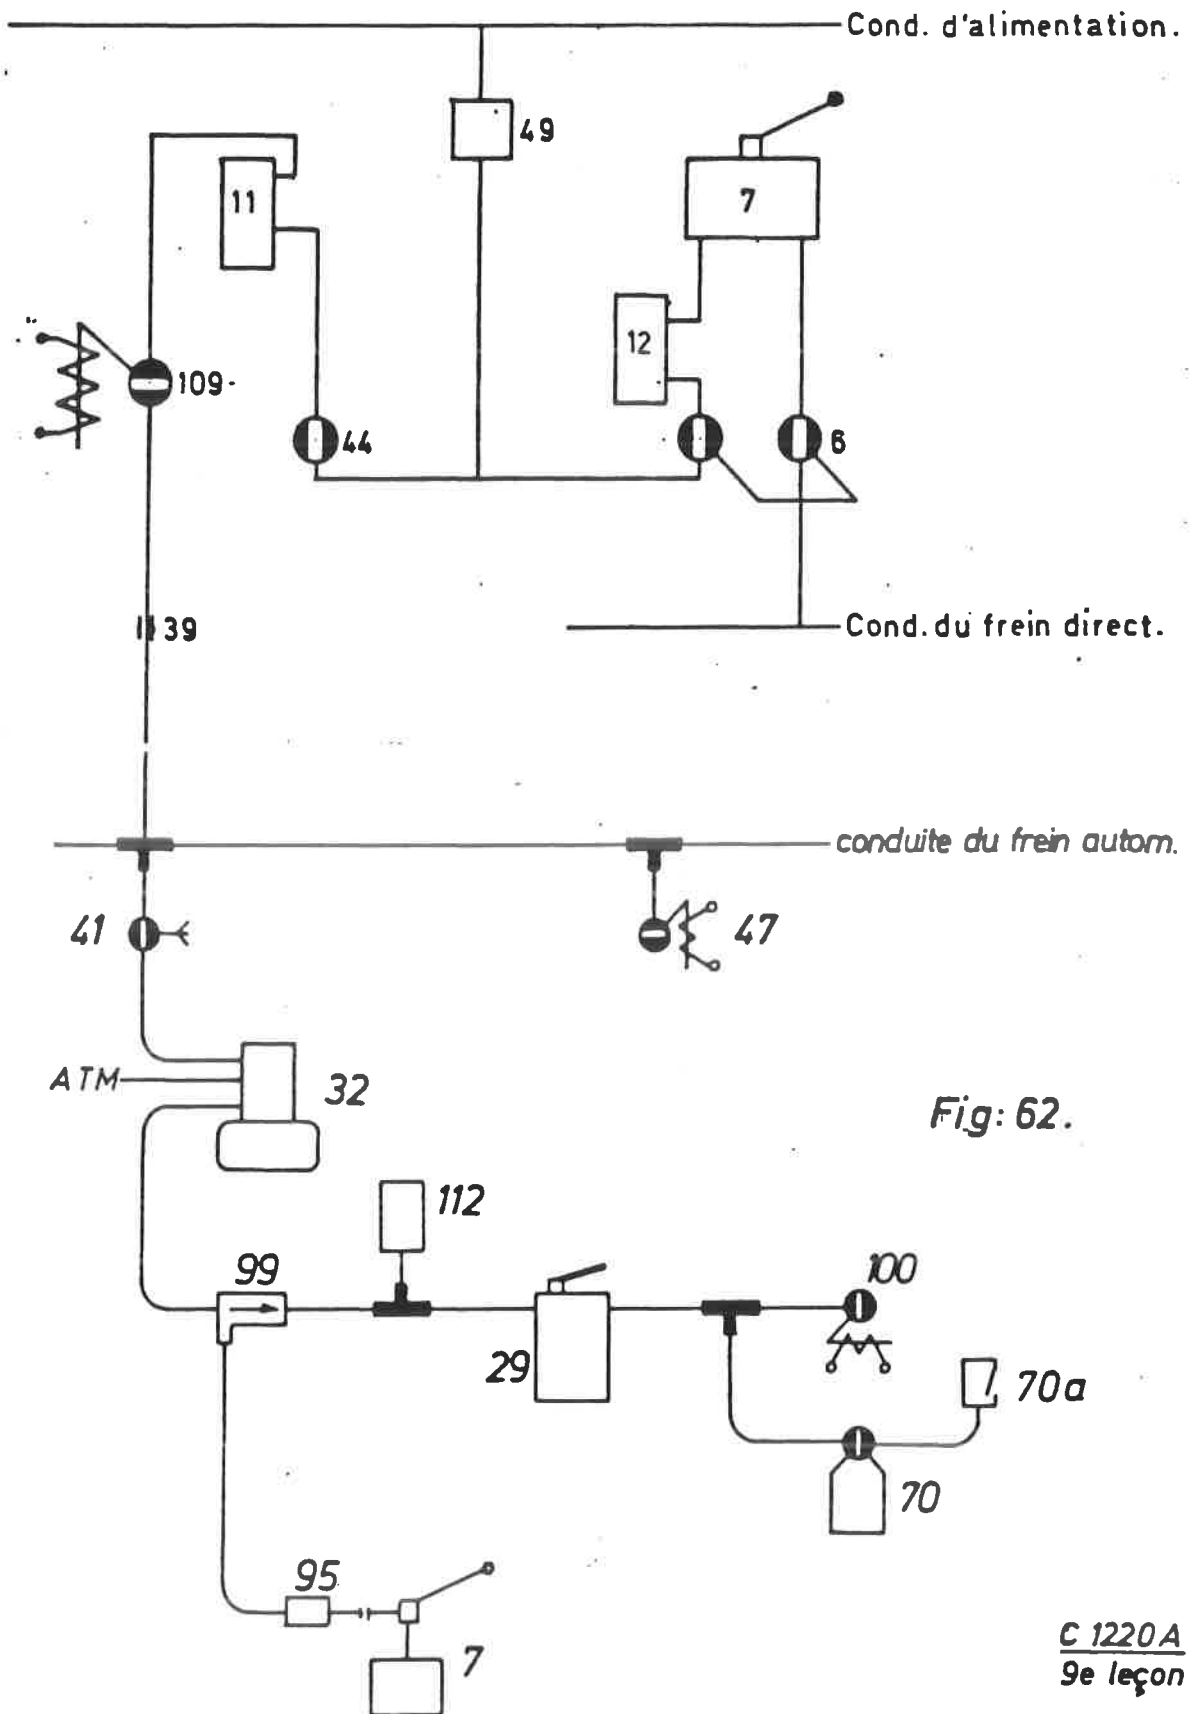 Cond. d'alimentation.
49
11
7
12
109-
44
6
39
Cond. du frein direct.
conduite du frein autom.
41
47
ATM
32
Fig: 62.
112
99
100
29
70a
70
95
7
C 1220 A
9e leçon